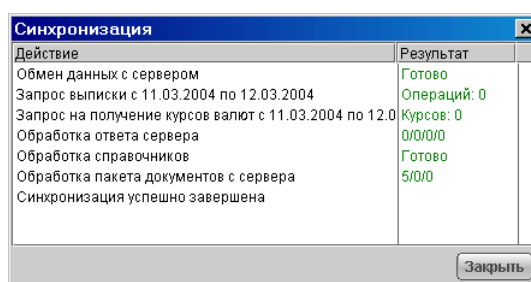 Синхронизация
Действие Результат
Обмен данных с сервером Готово
Запрос выписки с 11.03.2004 по 12.03.2004 Операций: 0
Запрос на получение курсов валют с 11.03.2004 по 12.0 Курсов: 0
Обработка ответа сервера 0/0/0/0
Обработка справочников Готово
Обработка пакета документов с сервера 5/0/0
Синхронизация успешно завершена
Закрыть